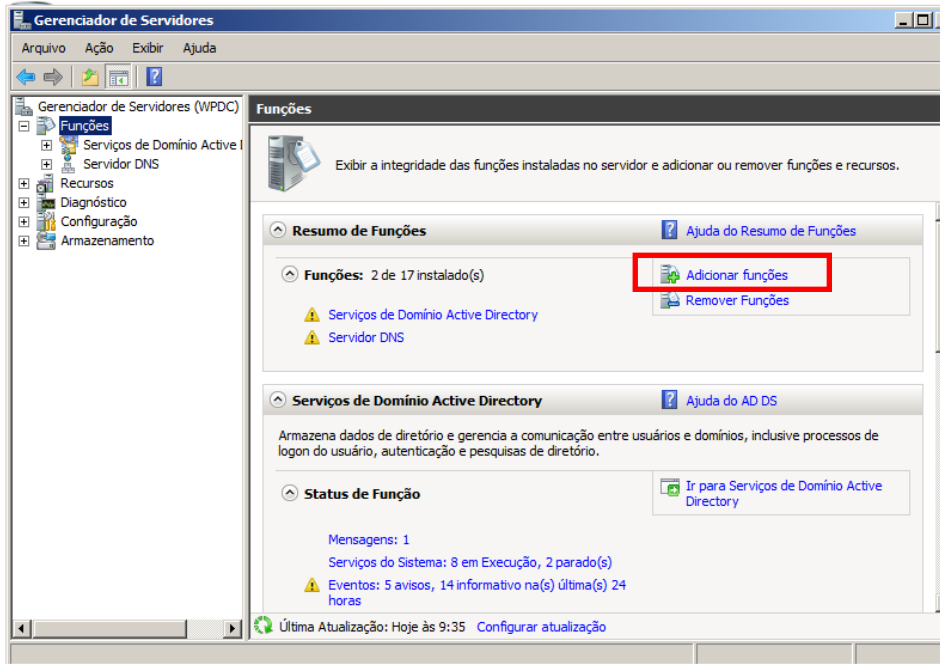 Gerenciador de Servidores
Arquivo Ação Exibir Ajuda
Gerenciador de Servidores (WPDC)
Funções
Serviços de Domínio Active
Servidor DNS
Recursos
Diagnóstico
Configuração
Armazenamento
Funções
Exibir a integridade das funções instaladas no servidor e adicionar ou remover funções e recursos.
Resumo de Funções
Ajuda do Resumo de Funções
Funções: 2 de 17 instalado(s)
Adicionar funções
Remover Funções
Serviços de Domínio Active Directory
Servidor DNS
Serviços de Domínio Active Directory
Ajuda do AD DS
Armazena dados de diretório e gerencia a comunicação entre usuários e domínios, inclusive processos de
logon do usuário, autenticação e pesquisas de diretório.
Status de Função
Ir para Serviços de Domínio Active
Directory
Mensagens: 1
Serviços do Sistema: 8 em Execução, 2 parado(s)
Eventos: 5 avisos, 14 informativo na(s) última(s) 24
horas
Última Atualização: Hoje às 9:35 Configurar atualização